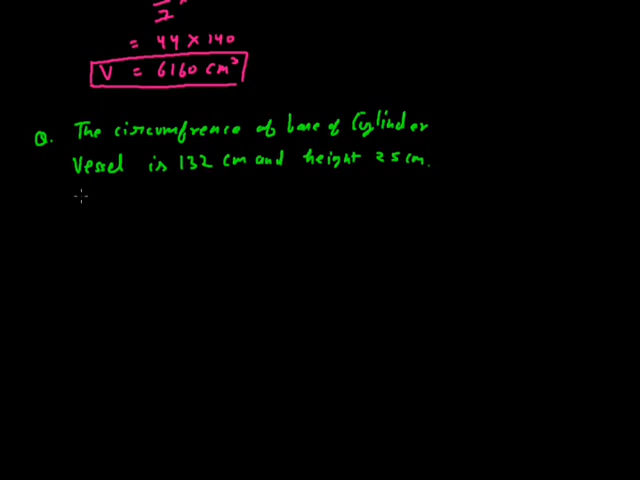 = 44 × 140
V = 6160 cm³
Q. The circumfrence of base of Cylinder
Vessel is 132 cm and height 25 cm.